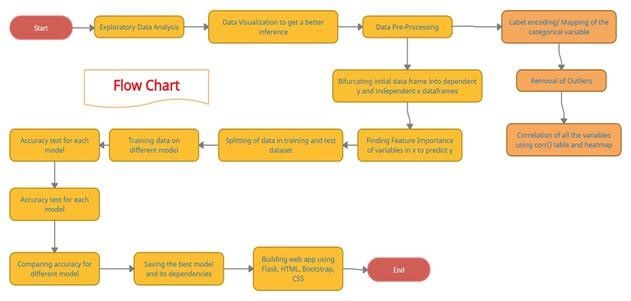 Start
Exploratory Data Analysis
Data Visualization to get a better
inference
Data Pre-Processing
Label encoding/ Mapping of the
categorical variable
Flow Chart
Bifurcating initial data frame into dependent
y and independent x dataframes
Removal of Outliers
Correlation of all the variables
using corr() table and heatmap
Finding Feature Importance
of variables in x to predict y
Splitting of data in training and test
dataset
Training data on
different model
Accuracy test for each
model
Accuracy test for each
model
Comparing accuracy for
different model
Saving the best model
and its dependencies
Building web app using
Flask, HTML, Bootstrap,
CSS
End